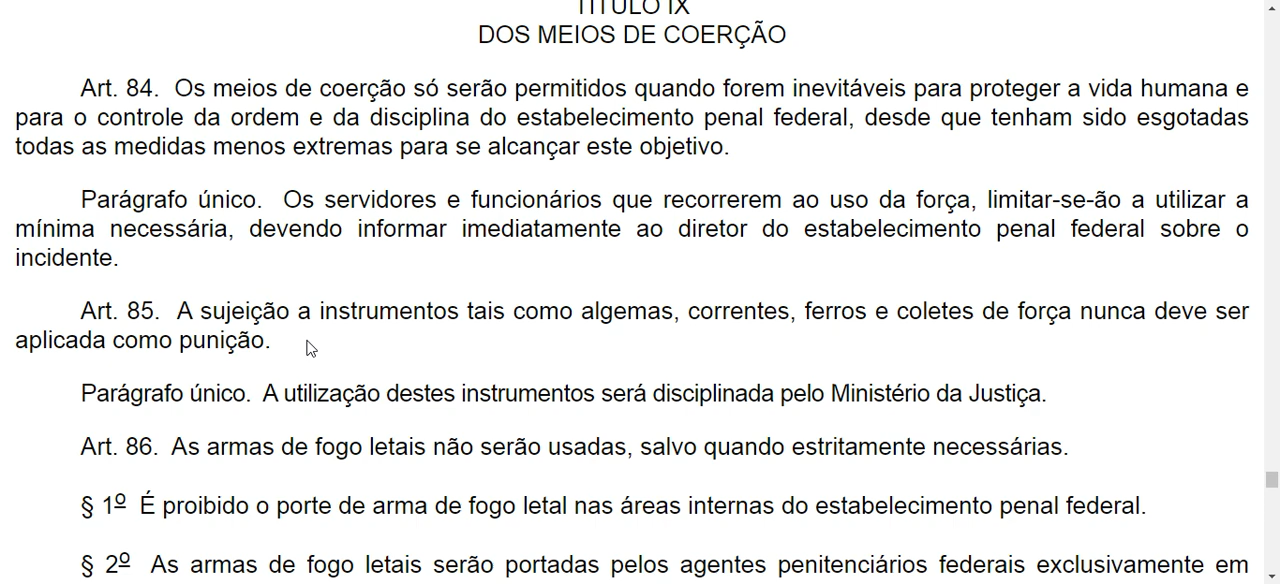 TÍTULO IX
DOS MEIOS DE COERÇÃO
Art. 84.  Os meios de coerção só serão permitidos quando forem inevitáveis para proteger a vida humana e
para o controle da ordem e da disciplina do estabelecimento penal federal, desde que tenham sido esgotadas
todas as medidas menos extremas para se alcançar este objetivo.
Parágrafo único.  Os servidores e funcionários que recorrerem ao uso da força, limitar-se-ão a utilizar a
mínima necessária, devendo informar imediatamente ao diretor do estabelecimento penal federal sobre o
incidente.
Art. 85.  A sujeição a instrumentos tais como algemas, correntes, ferros e coletes de força nunca deve ser
aplicada como punição.
Parágrafo único.  A utilização destes instrumentos será disciplinada pelo Ministério da Justiça.
Art. 86.  As armas de fogo letais não serão usadas, salvo quando estritamente necessárias.
§ 1º  É proibido o porte de arma de fogo letal nas áreas internas do estabelecimento penal federal.
§ 2º  As armas de fogo letais serão portadas pelos agentes penitenciários federais exclusivamente em